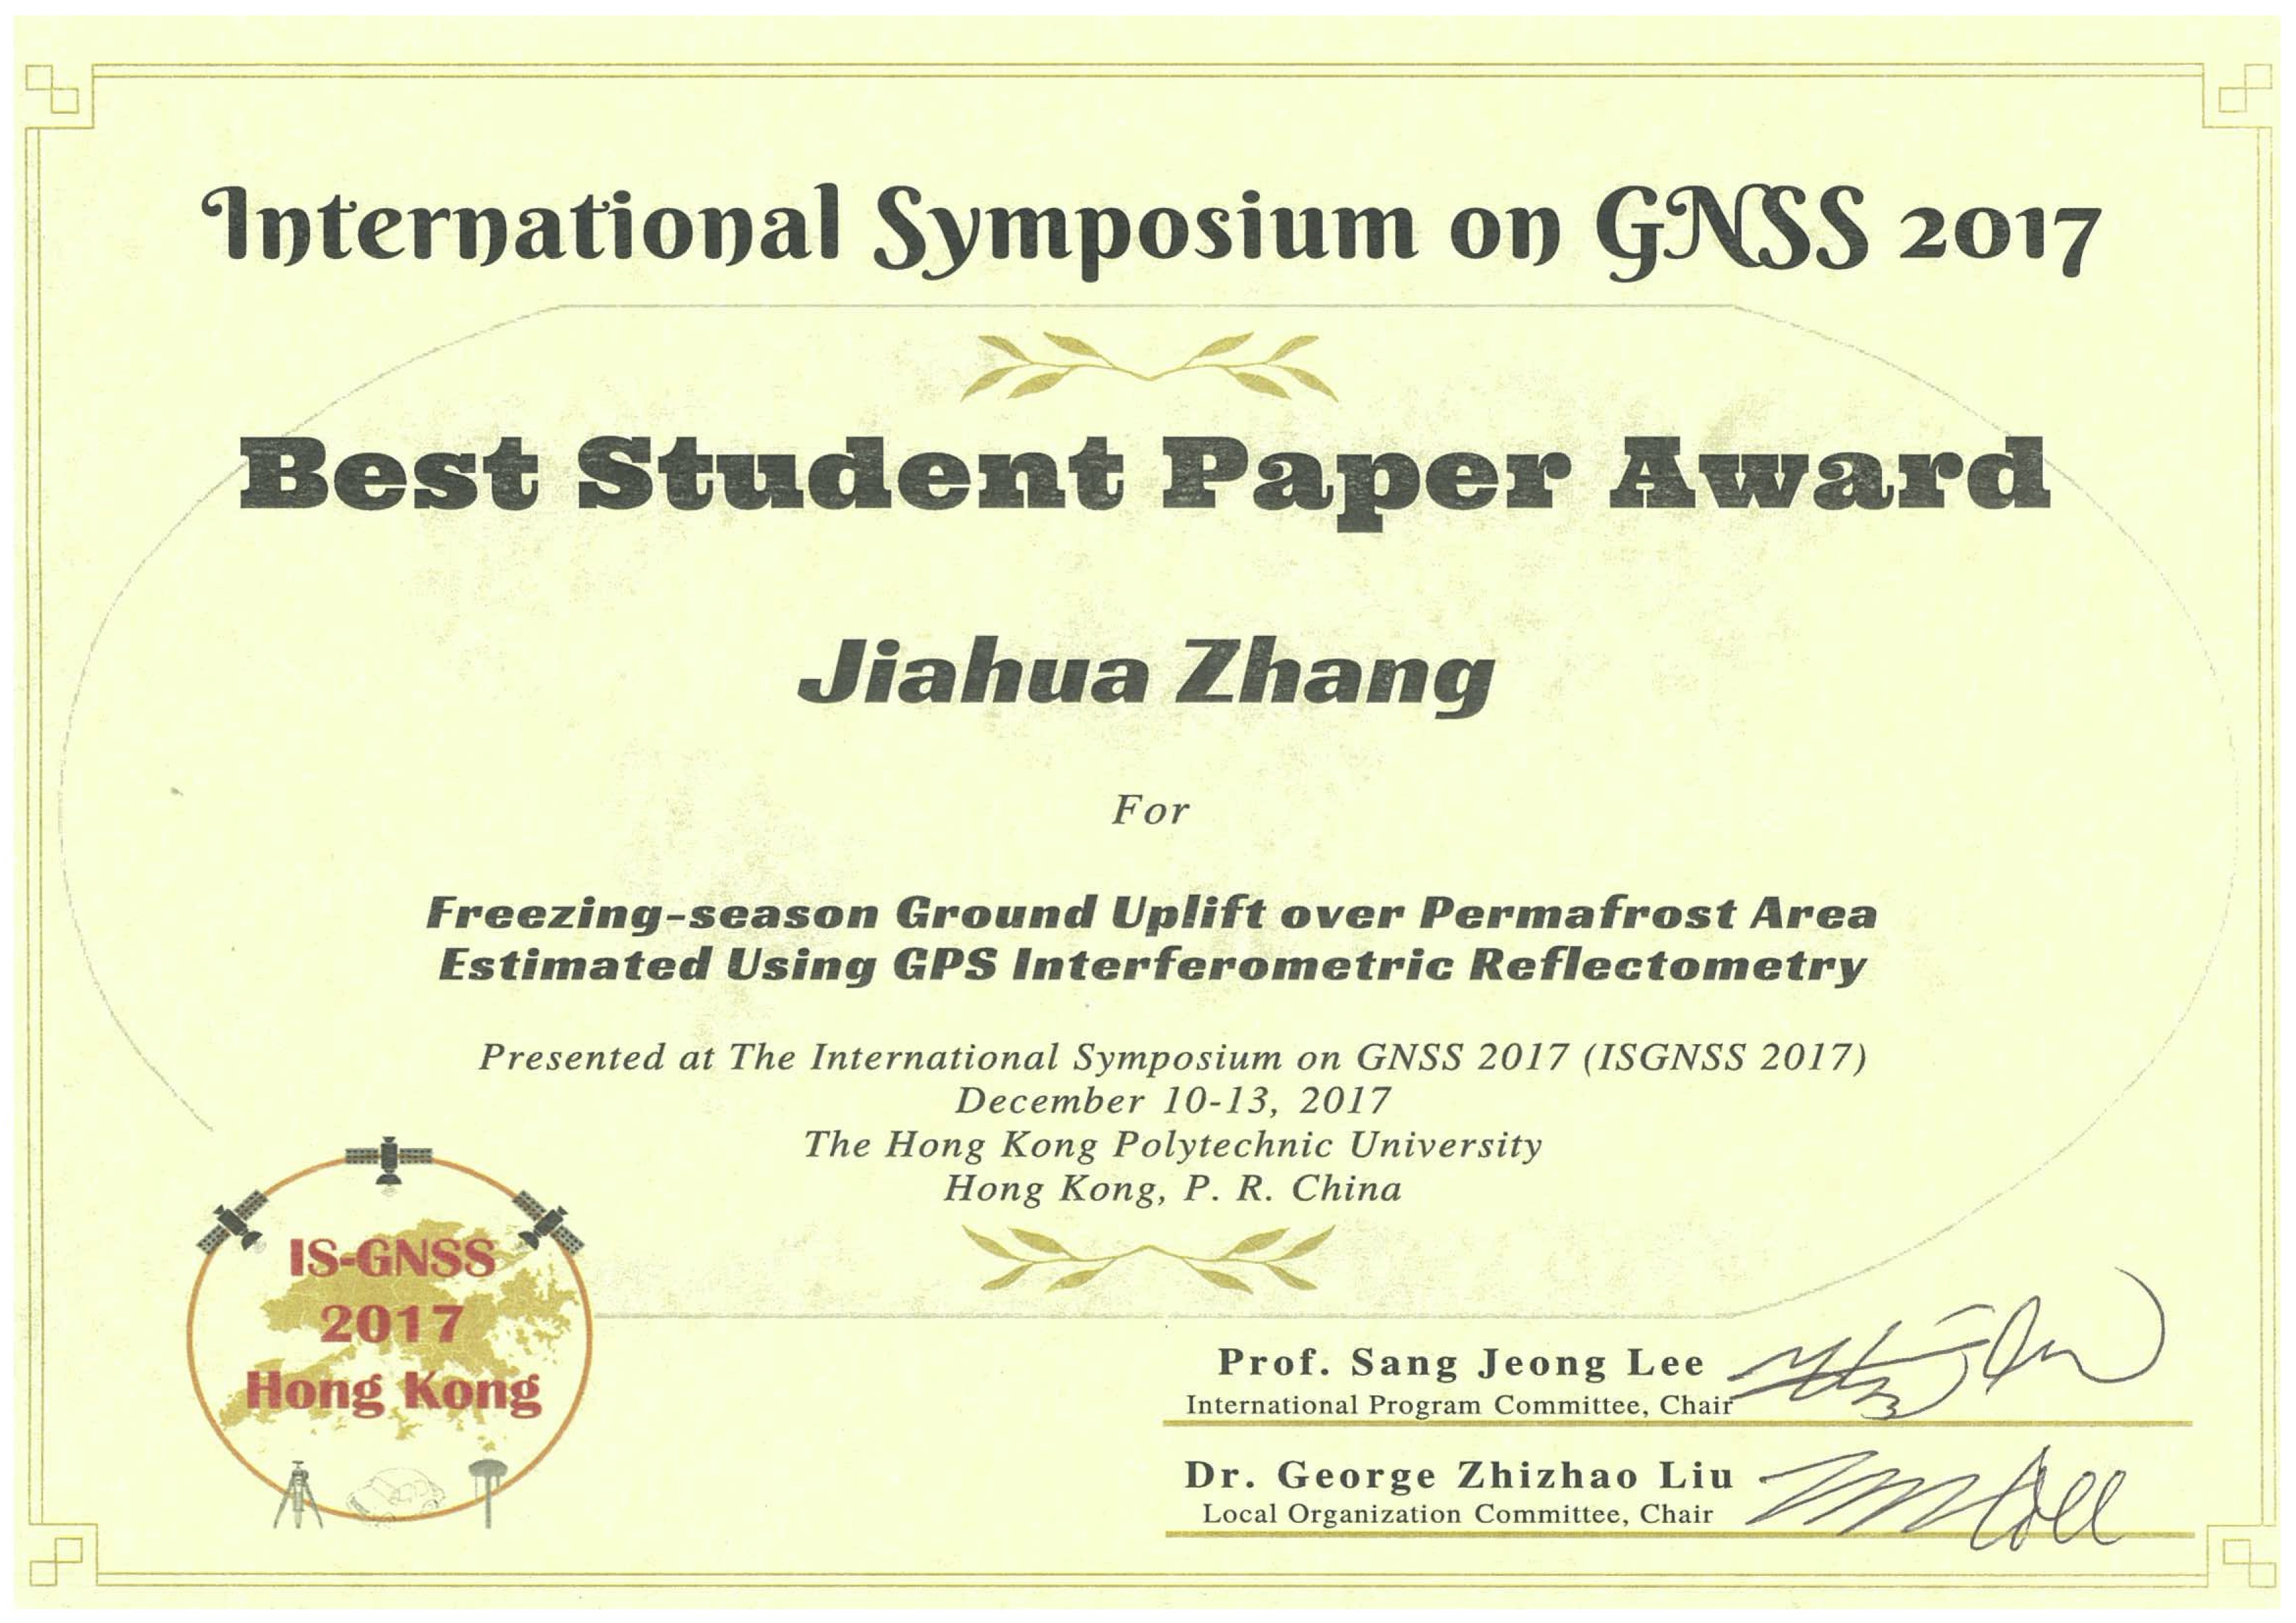 International Symposium on GNSS 2017
Best Student Paper Award
Jiahua Zhang
For
Freezing-season Ground Uplift over Permafrost Area
Estimated Using GPS Interferometric Reflectometry
Presented at The International Symposium on GNSS 2017 (ISGNSS 2017)
December 10-13, 2017
The Hong Kong Polytechnic University
Hong Kong, P. R. China
IS-GNSS
2017
Hong Kong
Prof. Sang Jeong Lee
International Program Committee, Chair
Dr. George Zhizhao Liu
Local Organization Committee, Chair